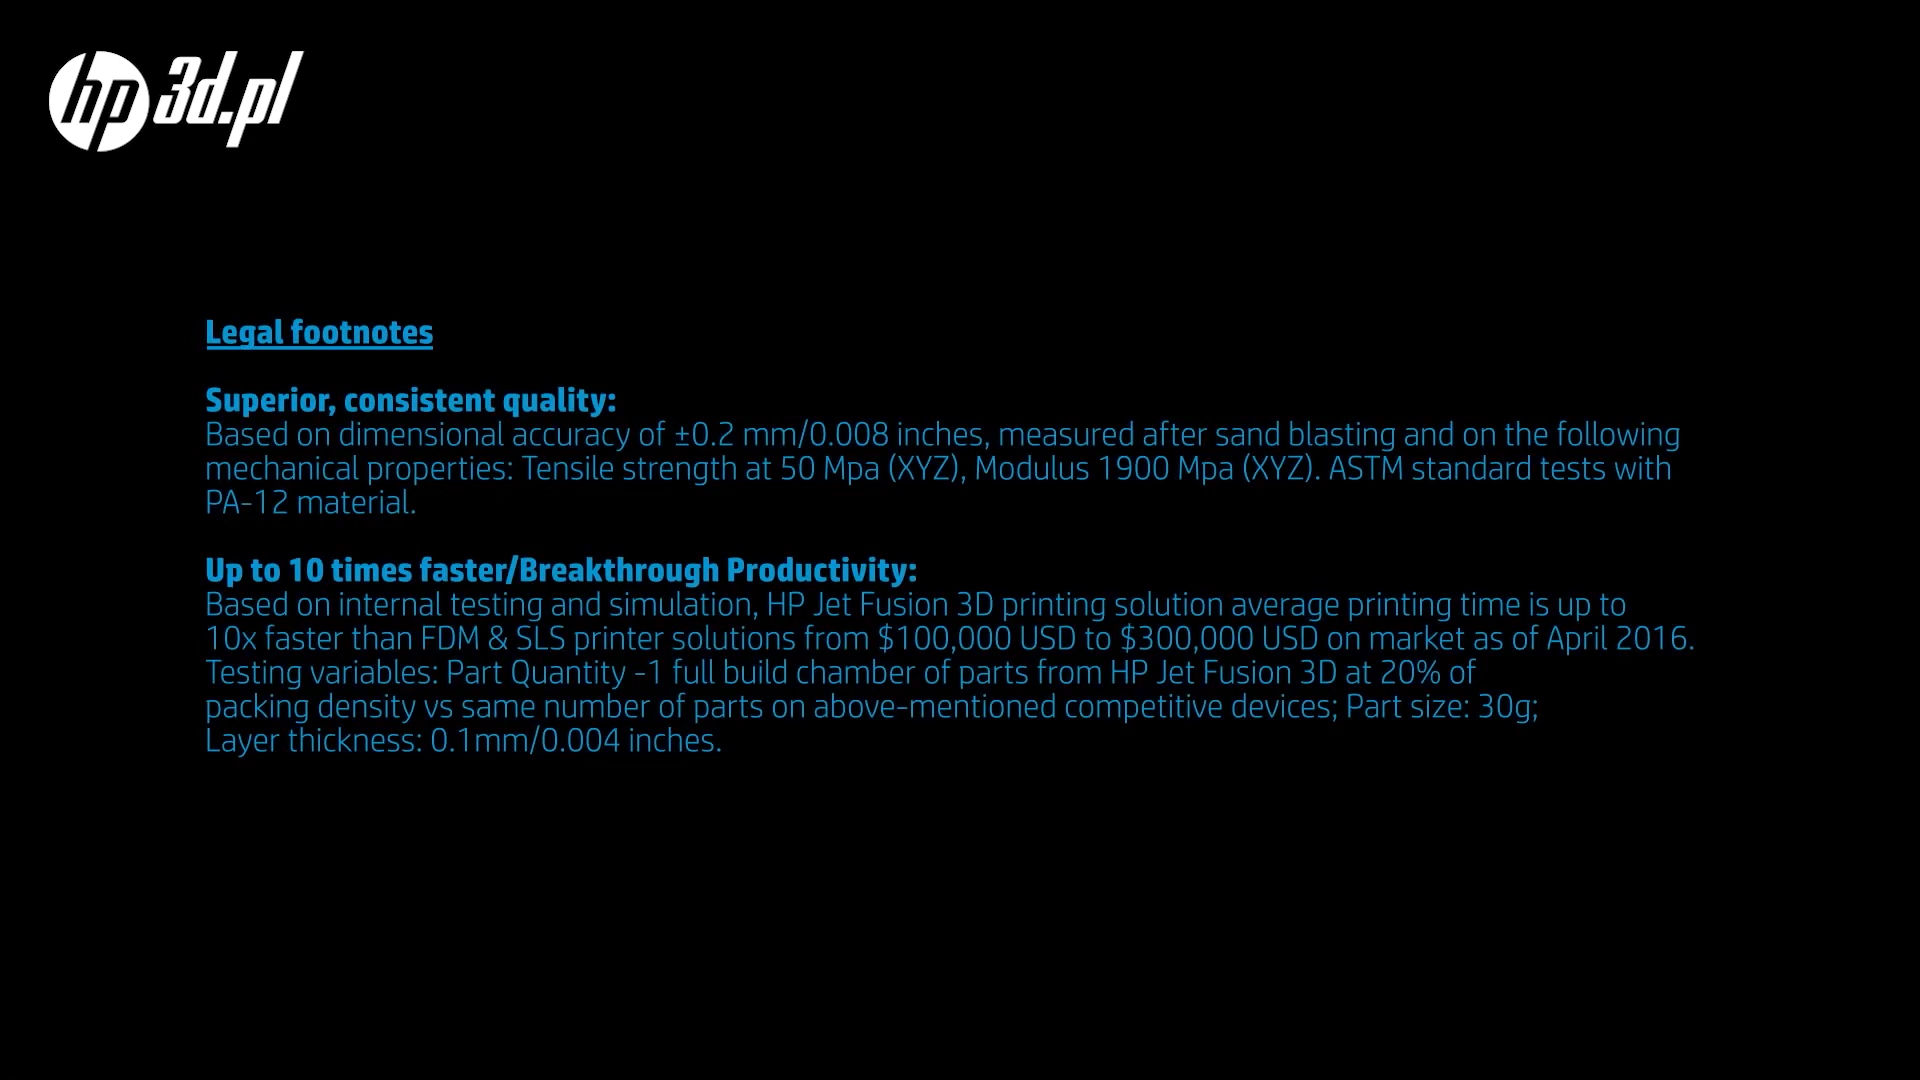 hp 3d.pl
Legal footnotes
Superior, consistent quality:
Based on dimensional accuracy of ±0.2 mm/0.008 inches, measured after sand blasting and on the following
mechanical properties: Tensile strength at 50 Mpa (XYZ), Modulus 1900 Mpa (XYZ). ASTM standard tests with
PA-12 material.
Up to 10 times faster/Breakthrough Productivity:
Based on internal testing and simulation, HP Jet Fusion 3D printing solution average printing time is up to
10x faster than FDM & SLS printer solutions from $100,000 USD to $300,000 USD on market as of April 2016.
Testing variables: Part Quantity -1 full build chamber of parts from HP Jet Fusion 3D at 20% of
packing density vs same number of parts on above-mentioned competitive devices; Part size: 30g;
Layer thickness: 0.1mm/0.004 inches.